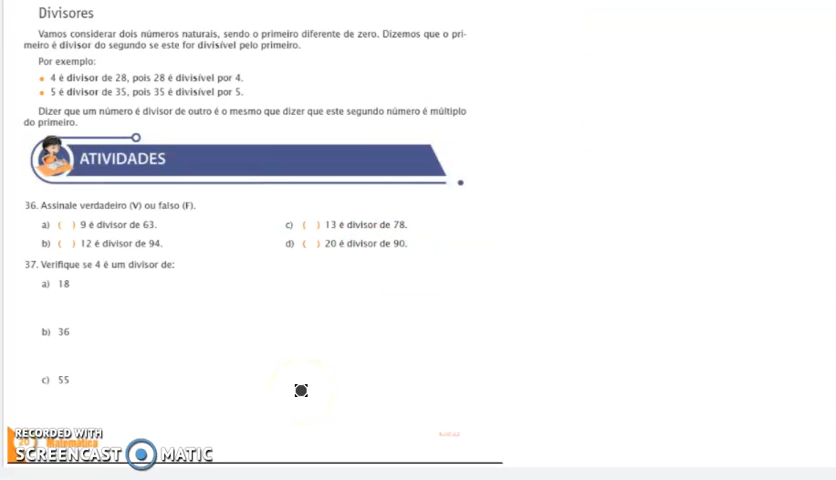 Divisores
Vamos considerar dois números naturais, sendo o primeiro diferente de zero. Dizemos que o pri-
meiro é divisor do segundo se este for divisível pelo primeiro.
Por exemplo:
• 4 é divisor de 28, pois 28 é divisível por 4.
• 5 é divisor de 35, pois 35 é divisível por 5.
Dizer que um número é divisor de outro é o mesmo que dizer que este segundo número é múltiplo
do primeiro.
ATIVIDADES
36. Assinale verdadeiro (V) ou falso (F).
a) ( ) 9 é divisor de 63.
b) ( ) 12 é divisor de 94.
c) ( ) 13 é divisor de 78.
d) ( ) 20 é divisor de 90.
37. Verifique se 4 é um divisor de:
a) 18
b) 36
c) 55
20 Matemática
RECORDED WITH
SCREENCAST MATIC